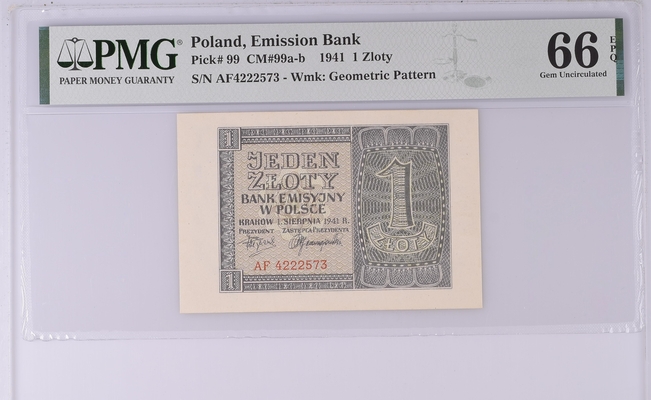 PMG
PAPER MONEY GUARANTY
Poland, Emission Bank
Pick# 99 CM#99a-b 1941 1 Zloty
S/N AF4222573 - Wmk: Geometric Pattern
66 EPQ
Gem Uncirculated
1
JEDEN
ZŁOTY
BANK EMISYJNY
W POLSCE
KRAKÓW 1. SIERPNIA 1941 R.
PREZYDENT ZASTĘPCA PREZYDENTA
AF 4222573
1
1
ZŁOTY